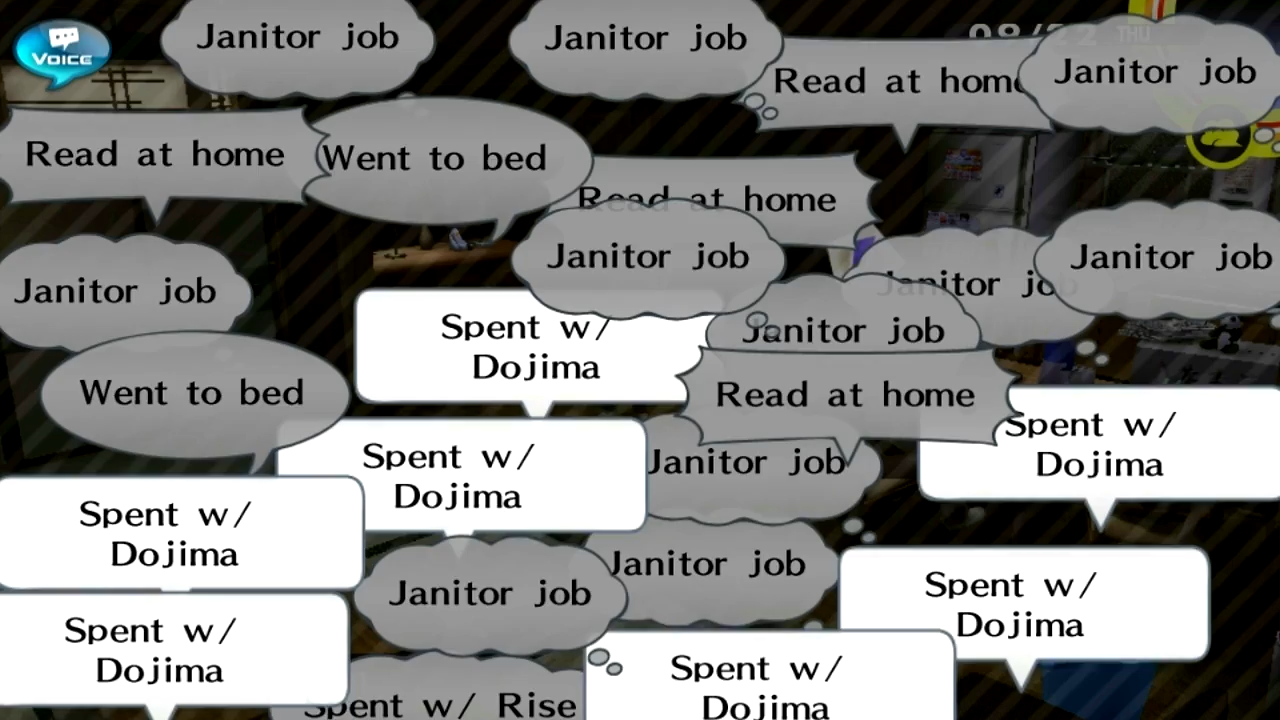 VOICE
Janitor job
Janitor job
08/22 THU
Read at home
Janitor job
Read at home
Went to bed
Read at home
Janitor job
Janitor job
Janitor job
Janitor job
Spent w/
Dojima
Janitor job
Went to bed
Read at home
Spent w/
Dojima
Spent w/
Dojima
Janitor job
Spent w/
Dojima
Janitor job
Janitor job
Spent w/
Dojima
Spent w/
Dojima
Spent w/
Dojima
Spent w/ Rise